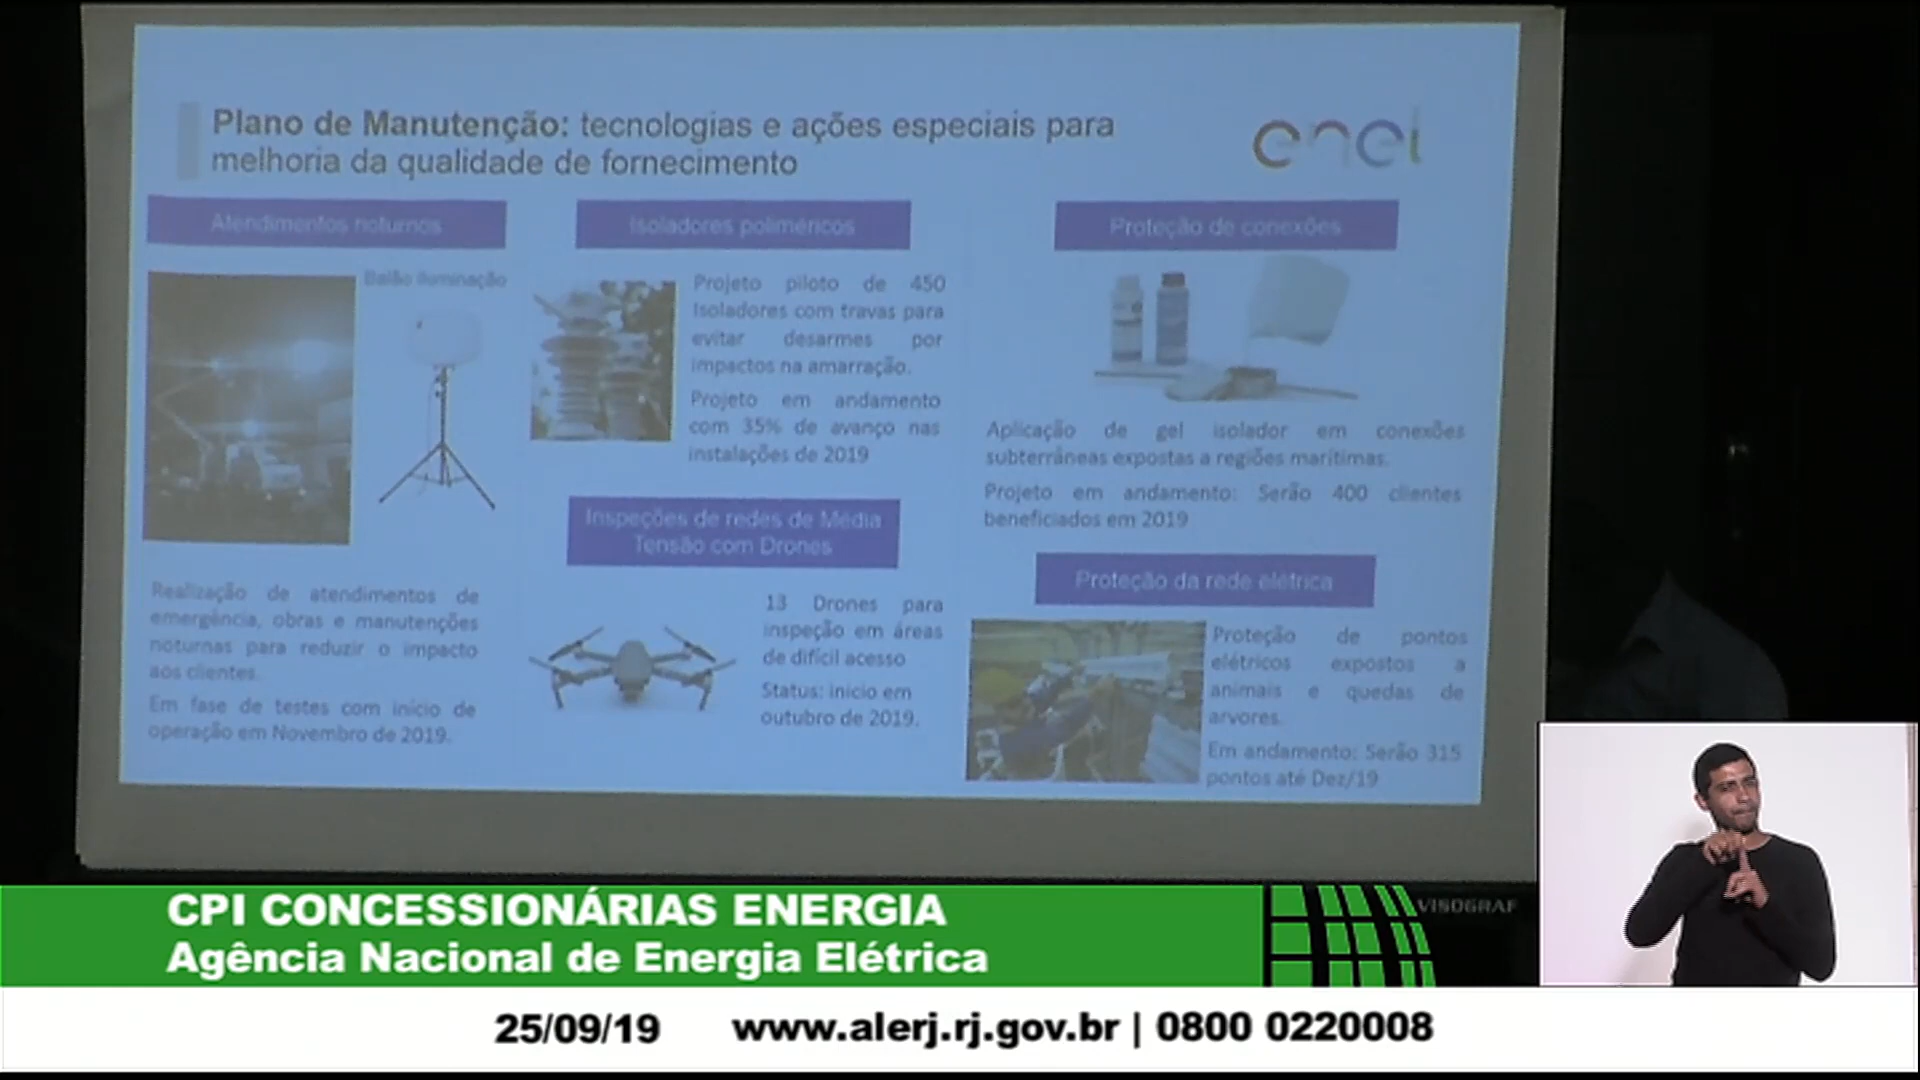 Plano de Manutenção: tecnologias e ações especiais para
melhoria da qualidade de fornecimento
enel
Atendimentos noturnos
Balão Iluminação
Realização de atendimentos de
emergência, obras e manutenções
noturnas para reduzir o impacto
aos clientes.
Em fase de testes com início de
operação em Novembro de 2019.
Isoladores poliméricos
Projeto piloto de 450
Isoladores com travas para
evitar desarmes por
impactos na amarração.
Projeto em andamento
com 35% de avanço nas
instalações de 2019
Inspeções de redes de Média
Tensão com Drones
13 Drones para
inspeção em áreas
de difícil acesso
Status: inicio em
outubro de 2019.
Proteção de conexões
Aplicação de gel isolador em conexões
subterrâneas expostas a regiões marítimas.
Projeto em andamento: Serão 400 clientes
beneficiados em 2019
Proteção da rede elétrica
Proteção de pontos
elétricos expostos a
animais e quedas de
arvores.
Em andamento: Serão 315
pontos até Dez/19
CPI CONCESSIONÁRIAS ENERGIA
Agência Nacional de Energia Elétrica
VISOGRAF
25/09/19 www.alerj.rj.gov.br | 0800 0220008